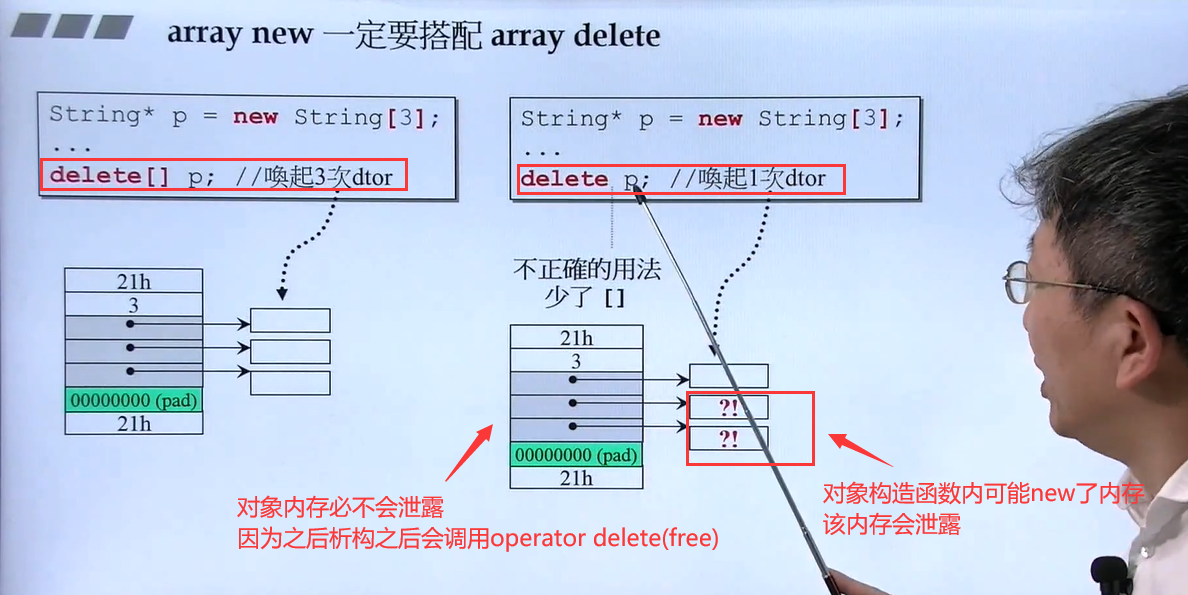 array new 一定要搭配 array delete
String* p = new String[3];
...
delete[] p; //喚起3次dtor
String* p = new String[3];
...
delete p; //喚起1次dtor
不正確的用法
少了 []
21h
3
00000000 (pad)
21h
21h
3
?!
?!
00000000 (pad)
21h
对象内存必不会泄露
因为之后析构之后会调用operator delete(free)
对象构造函数内可能new了内存
该内存会泄露